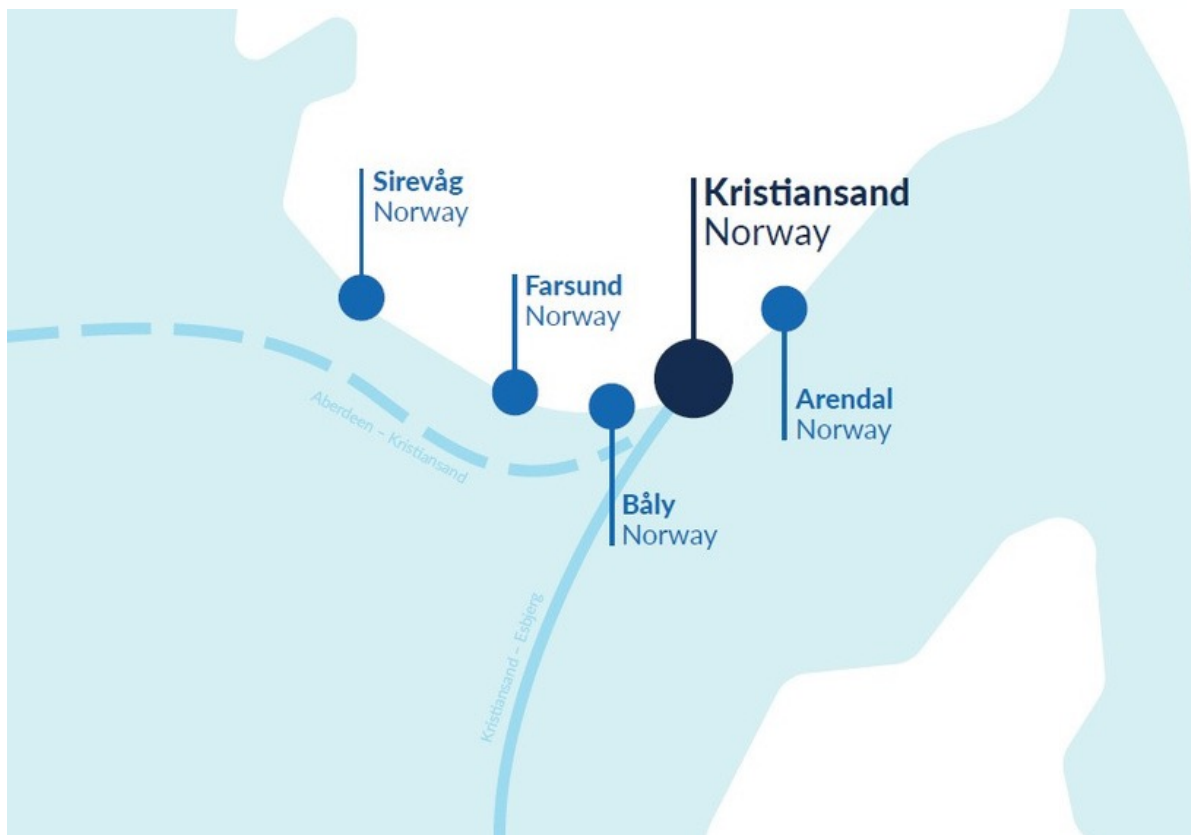 Sirevåg
Norway
Kristiansand
Norway
Farsund
Norway
Arendal
Norway
Aberdeen – Kristiansand
Båly
Norway
Kristiansand – Esbjerg